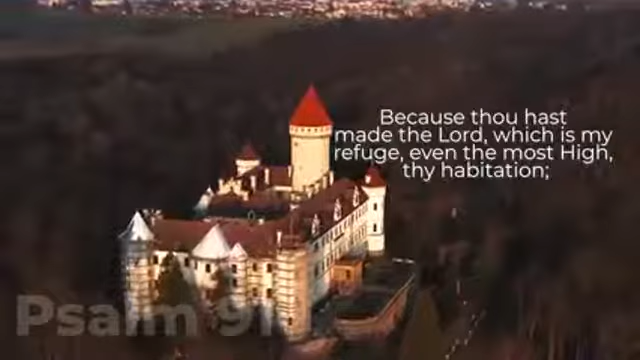 Because thou hast
made the Lord, which is my
refuge, even the most High,
thy habitation;
Psalm 91